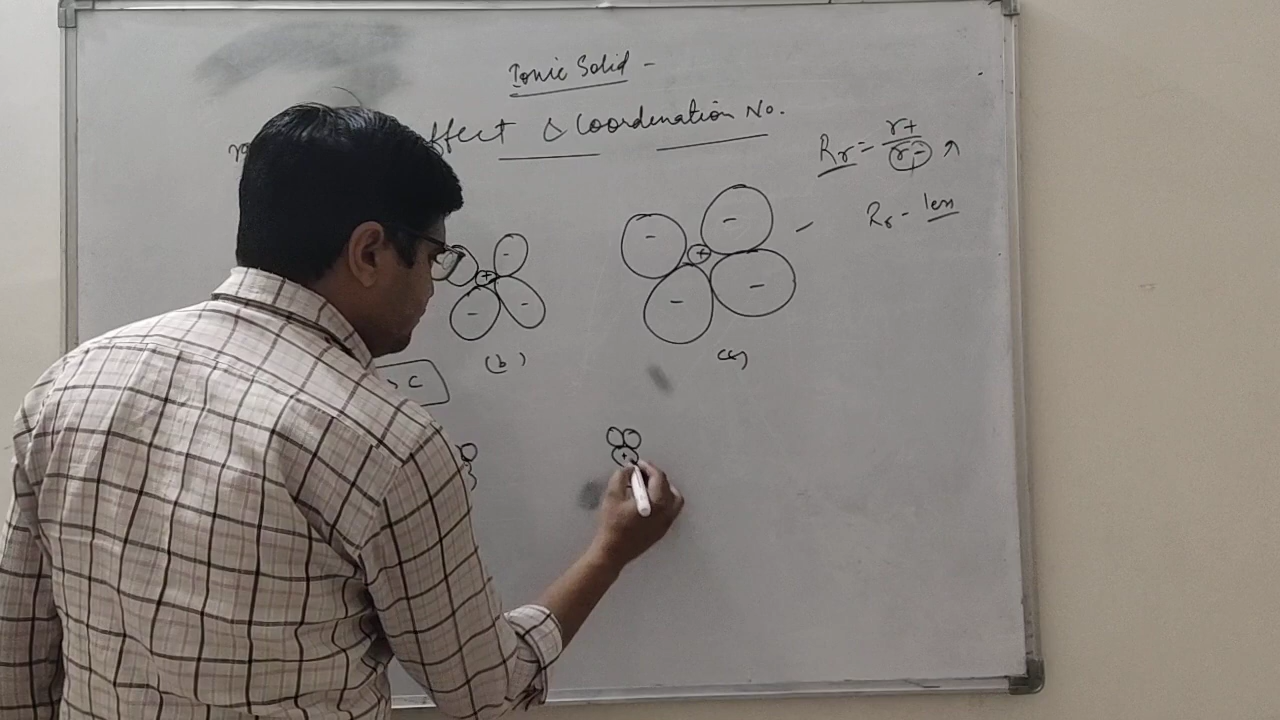 Ionic Solid -
ffect & Coordination No.
Rr = r+/r- ↑
Rr - less
+ - - -
- - + - -
(b)
(c)
> C
+